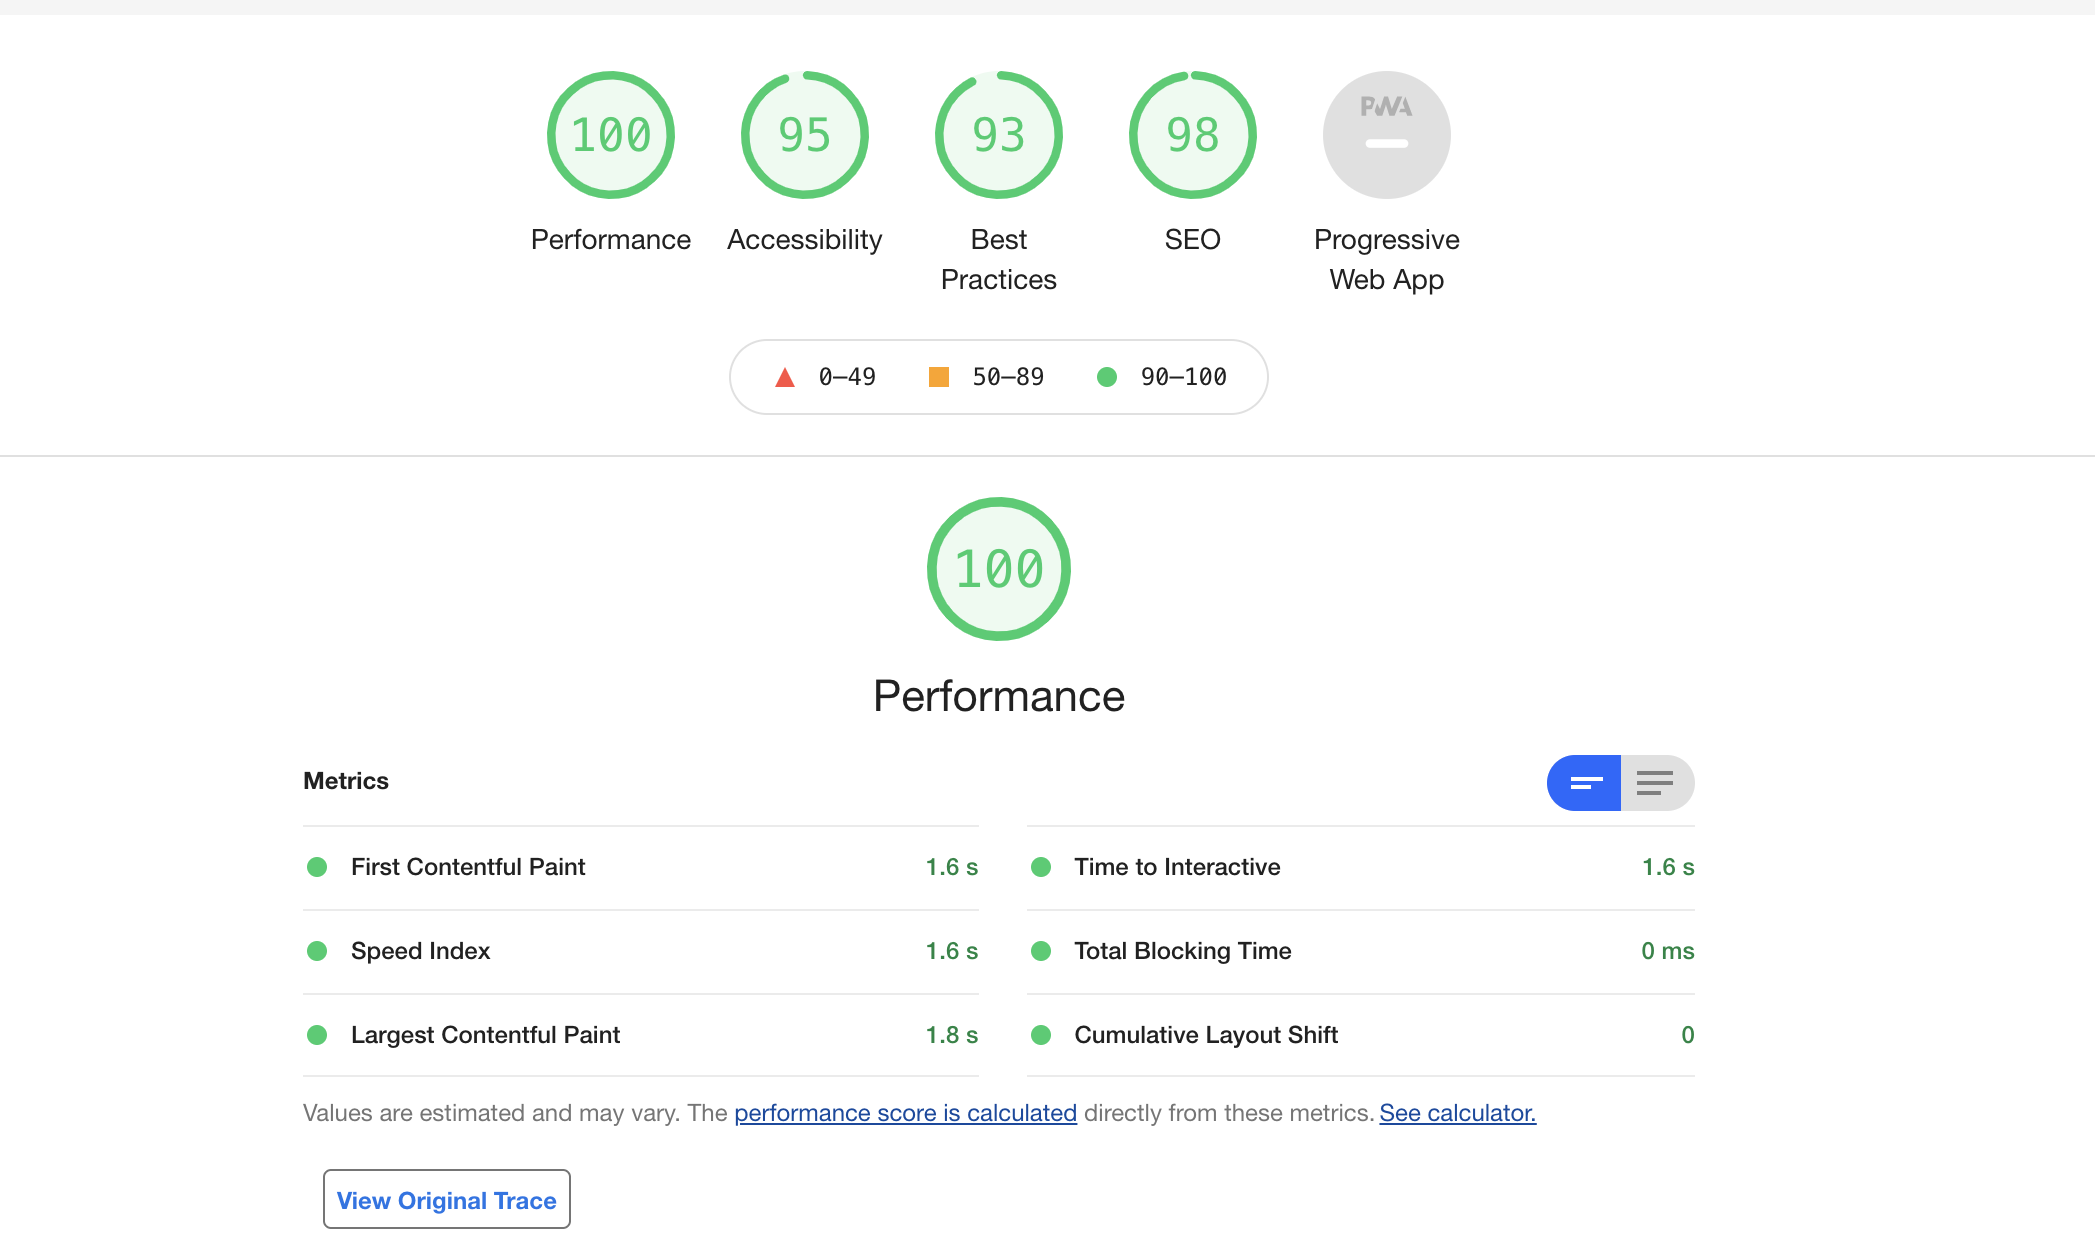 100 95 93 98 PWA
Performance Accessibility Best Practices SEO Progressive Web App
0–49 50–89 90–100
100
Performance
Metrics
First Contentful Paint 1.6 s
Time to Interactive 1.6 s
Speed Index 1.6 s
Total Blocking Time 0 ms
Largest Contentful Paint 1.8 s
Cumulative Layout Shift 0
Values are estimated and may vary. The performance score is calculated directly from these metrics. See calculator.
View Original Trace